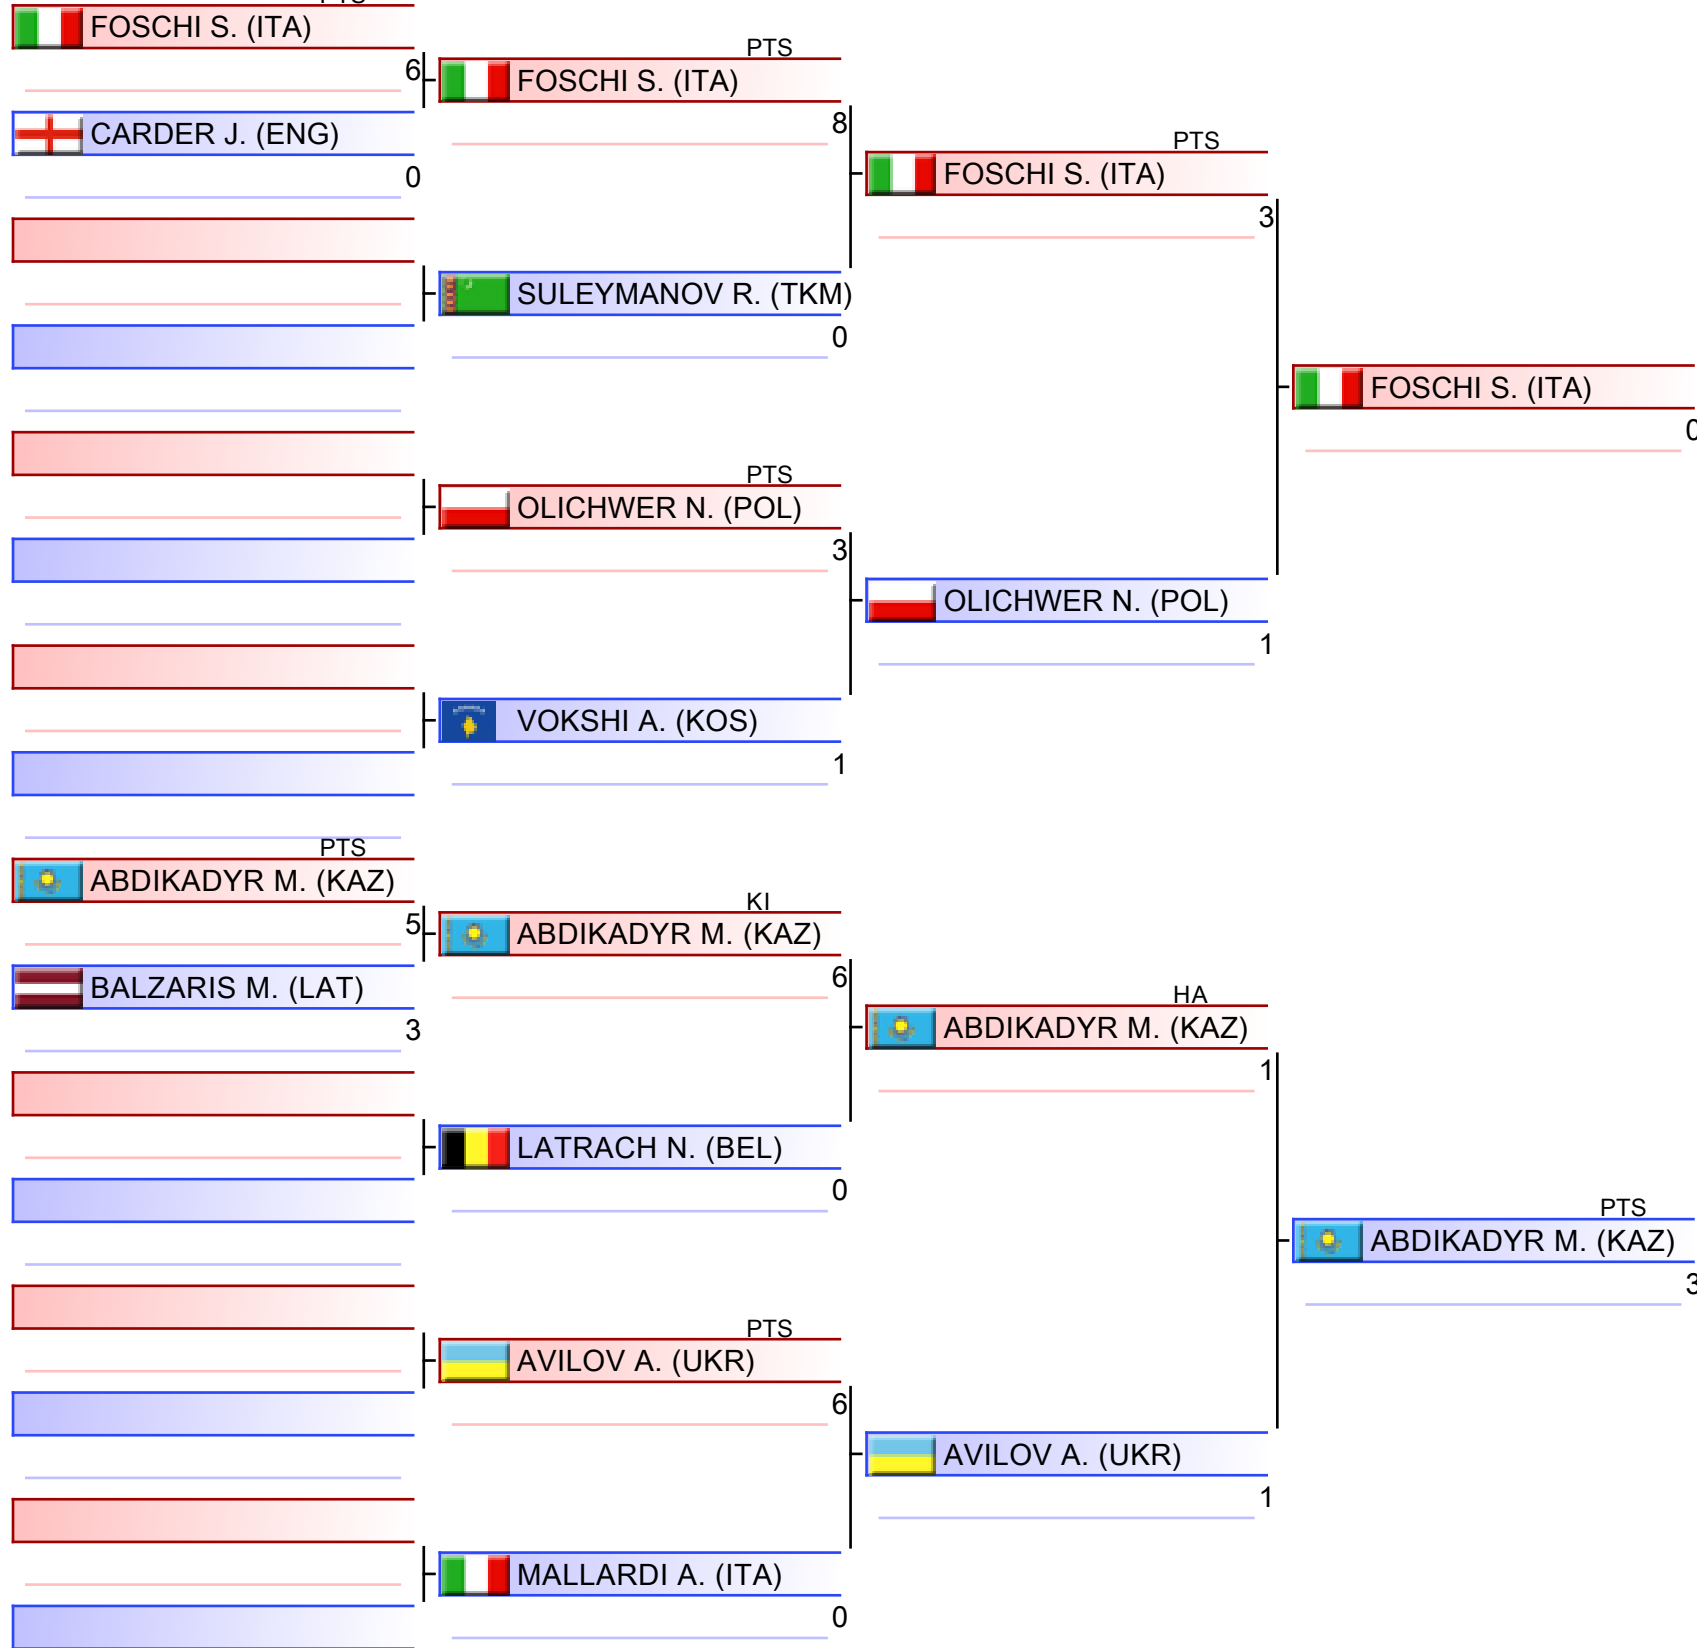 PTS
FOSCHI S. (ITA)
6
CARDER J. (ENG)
0
PTS
ABDIKADYR M. (KAZ)
5
BALZARIS M. (LAT)
3
PTS
FOSCHI S. (ITA)
8
SULEYMANOV R. (TKM)
0
PTS
OLICHWER N. (POL)
3
VOKSHI A. (KOS)
1
KI
ABDIKADYR M. (KAZ)
6
LATRACH N. (BEL)
0
PTS
AVILOV A. (UKR)
6
MALLARDI A. (ITA)
0
PTS
FOSCHI S. (ITA)
3
OLICHWER N. (POL)
1
HA
ABDIKADYR M. (KAZ)
1
AVILOV A. (UKR)
1
FOSCHI S. (ITA)
0
PTS
ABDIKADYR M. (KAZ)
3